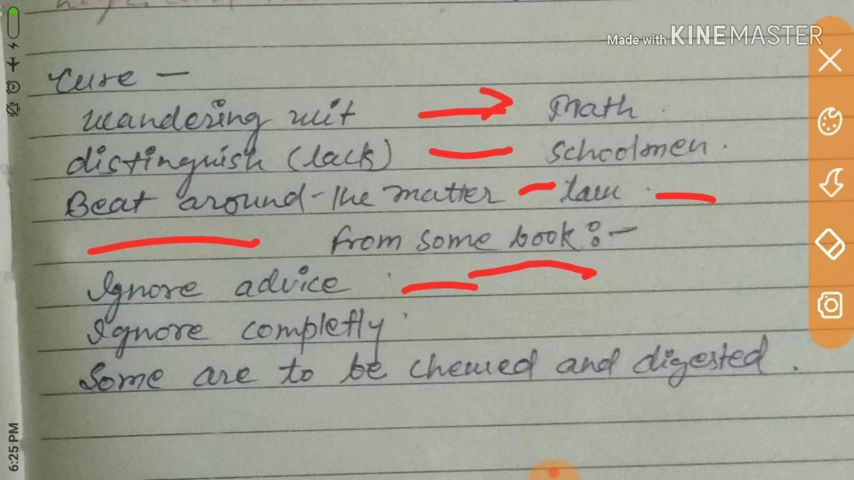 Made with KINEMASTER
Cure –
wandering wit → Math.
distinguish (lack) — schoolmen.
Beat around the matter – law.
from some book:–
Ignore advice
Ignore completly
Some are to be chewed and digested.
6:25 PM